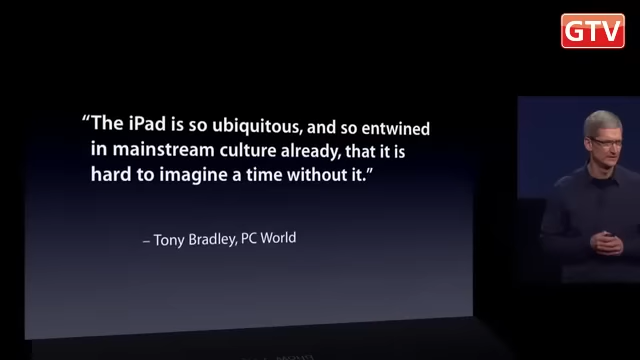 GTV
“The iPad is so ubiquitous, and so entwined
in mainstream culture already, that it is
hard to imagine a time without it.”
– Tony Bradley, PC World